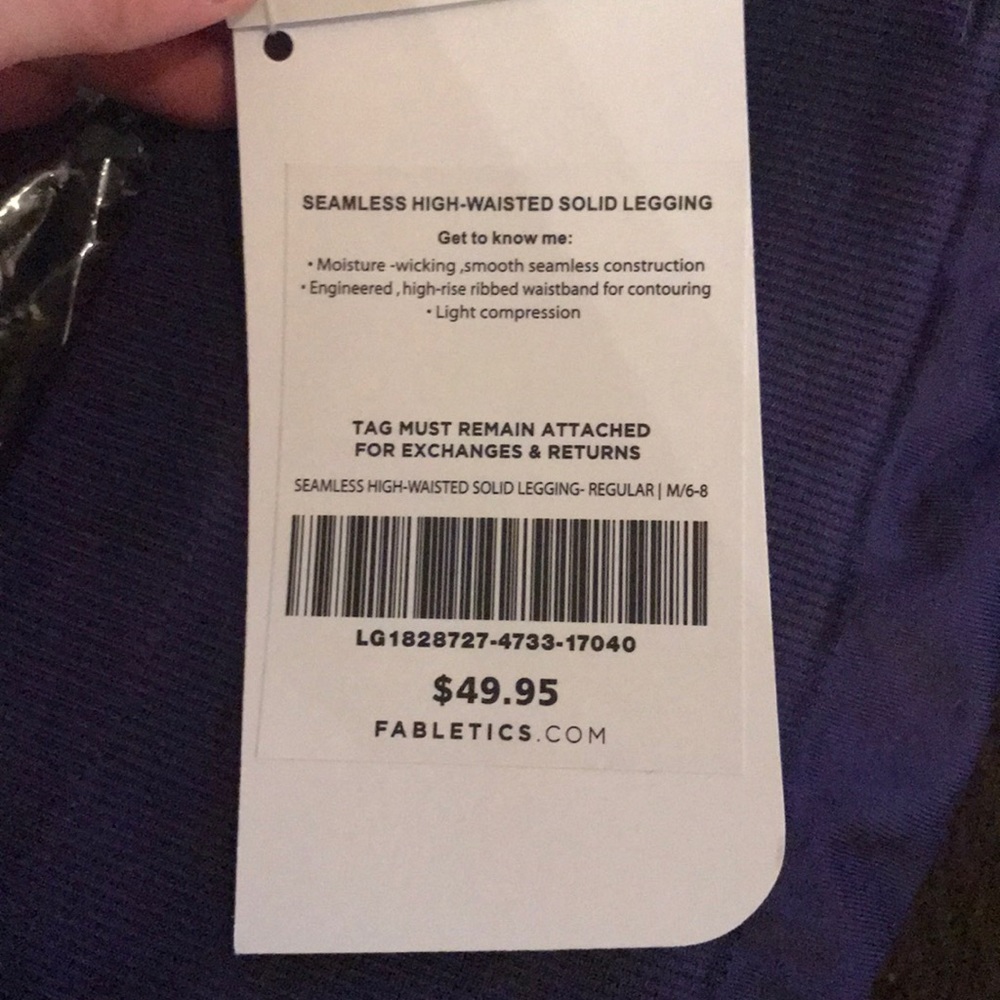 SEAMLESS HIGH-WAISTED SOLID LEGGING
Get to know me:
• Moisture -wicking ,smooth seamless construction
• Engineered , high-rise ribbed waistband for contouring
• Light compression
TAG MUST REMAIN ATTACHED
FOR EXCHANGES & RETURNS
SEAMLESS HIGH-WAISTED SOLID LEGGING- REGULAR | M/6-8
LG1828727-4733-17040
$49.95
FABLETICS.COM